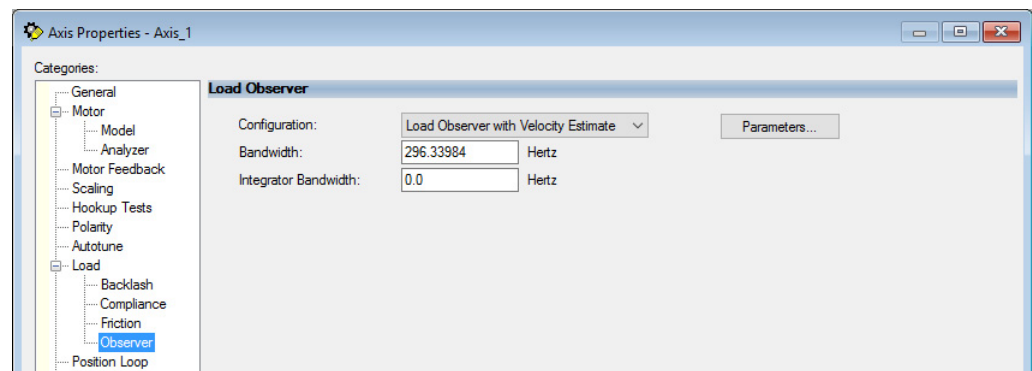 Axis Properties - Axis_1
Categories:
General
Motor
Model
Analyzer
Motor Feedback
Scaling
Hookup Tests
Polarity
Autotune
Load
Backlash
Compliance
Friction
Observer
Position Loop
Load Observer
Configuration: Load Observer with Velocity Estimate Parameters...
Bandwidth: 296.33984 Hertz
Integrator Bandwidth: 0.0 Hertz